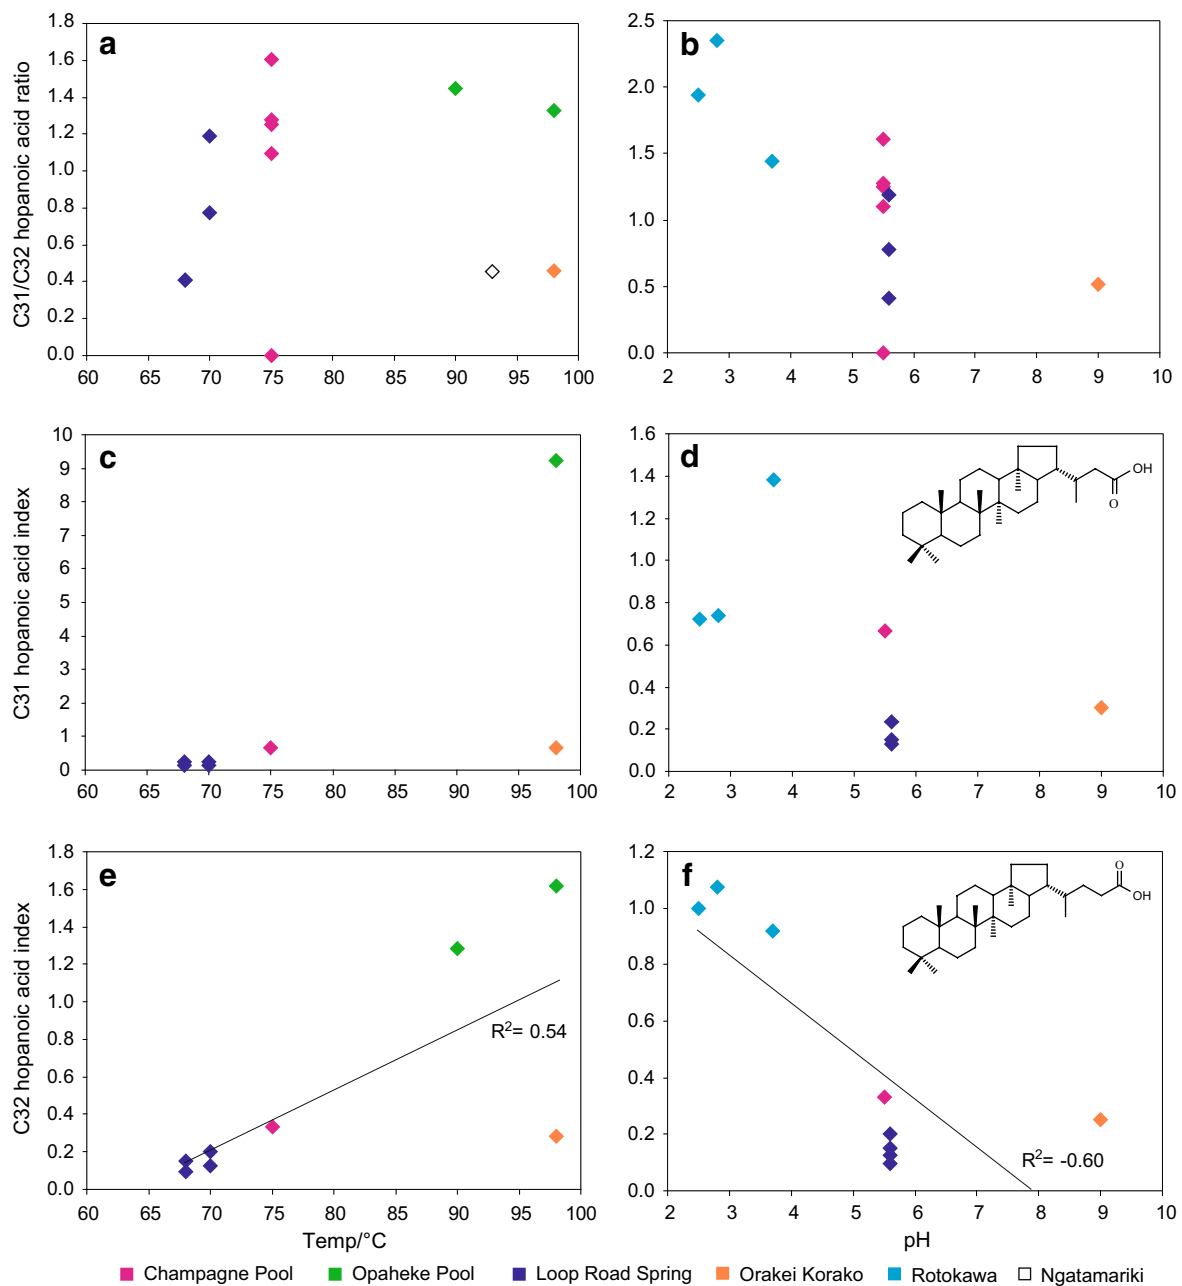 a
C31/C32 hopanoic acid ratio
1.8
1.6
1.4
1.2
1.0
0.8
0.6
0.4
0.2
0.0
60 65 70 75 80 85 90 95 100
b
2.5
2.0
1.5
1.0
0.5
0.0
2 3 4 5 6 7 8 9 10
c
C31 hopanoic acid index
10
9
8
7
6
5
4
3
2
1
0
60 65 70 75 80 85 90 95 100
d
1.6
1.4
1.2
1.0
0.8
0.6
0.4
0.2
0.0
OH
O
2 3 4 5 6 7 8 9 10
e
C32 hopanoic acid index
1.8
1.6
1.4
1.2
1.0
0.8
0.6
0.4
0.2
0.0
R²= 0.54
60 65 70 75 80 85 90 95 100
Temp/°C
f
1.2
1.0
0.8
0.6
0.4
0.2
0.0
O
OH
R²= -0.60
2 3 4 5 6 7 8 9 10
pH
Champagne Pool Opaheke Pool Loop Road Spring Orakei Korako Rotokawa Ngatamariki